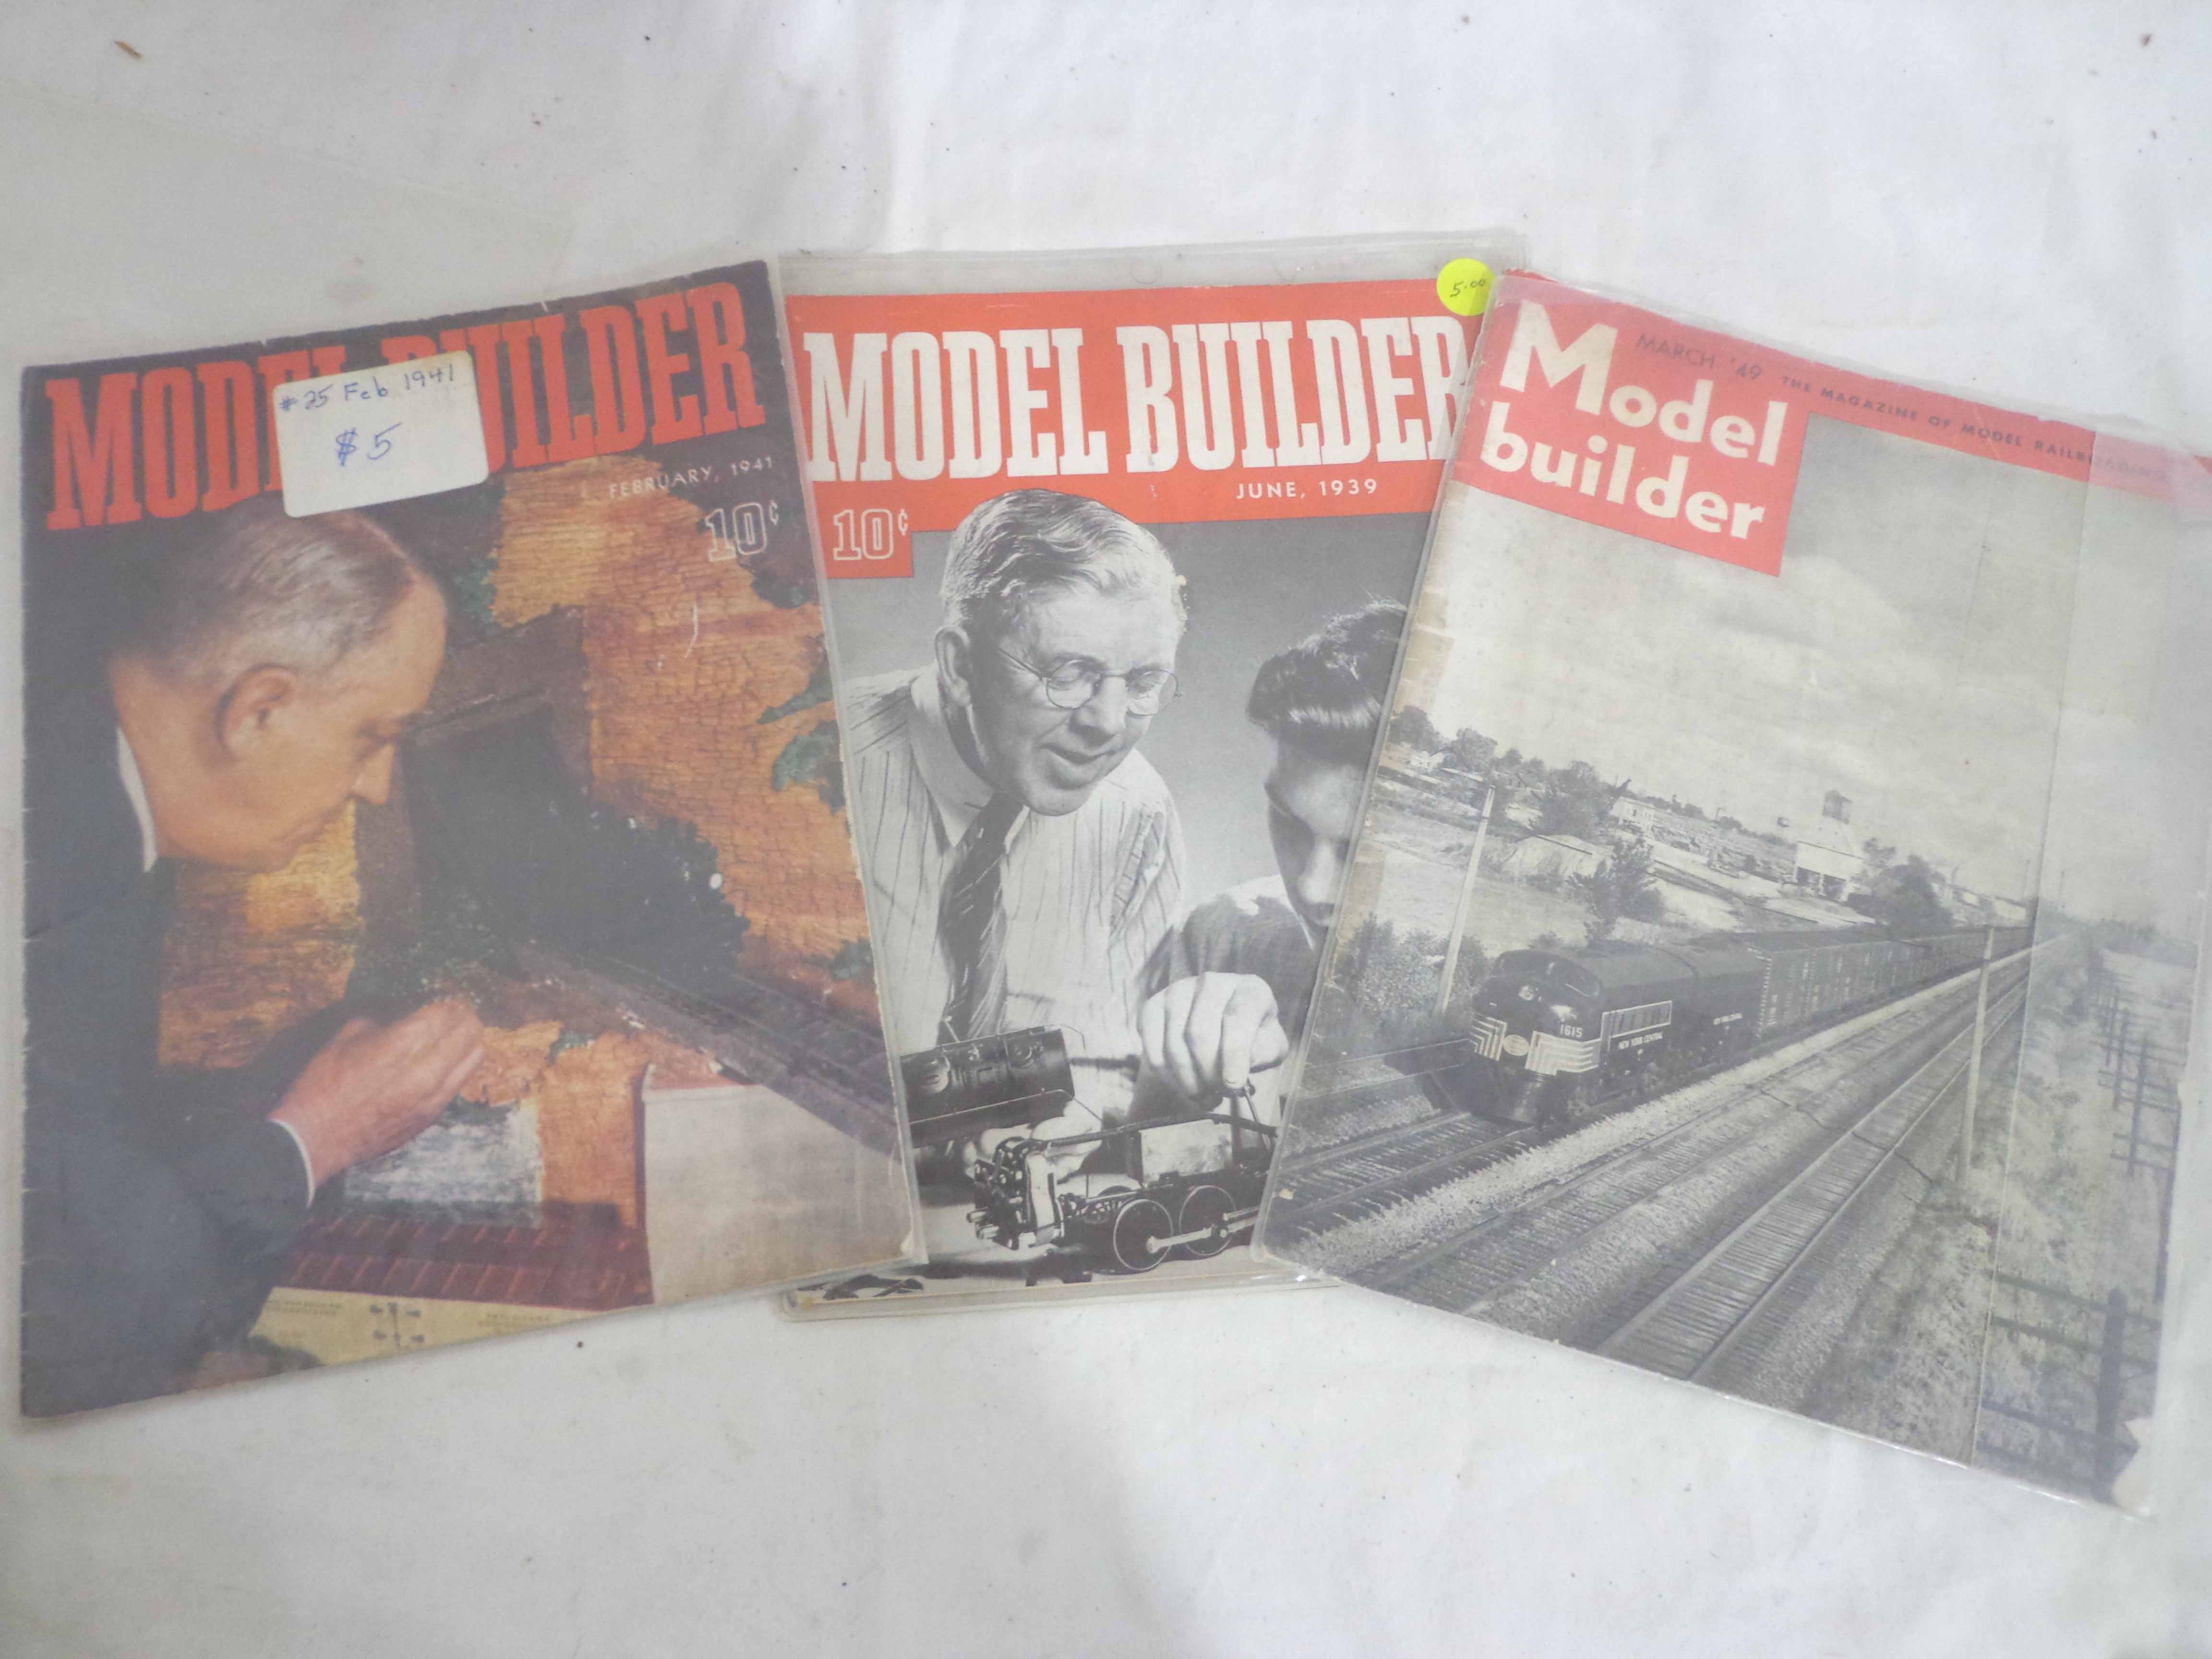 MODEL BUILDER
#25 Feb 1941
$5
FEBRUARY, 1941
10¢
5.00
MODEL BUILDER
JUNE, 1939
10¢
MARCH '49 THE MAGAZINE OF MODEL RAILROADING
Model
builder
1615
NEW YORK CENTRAL